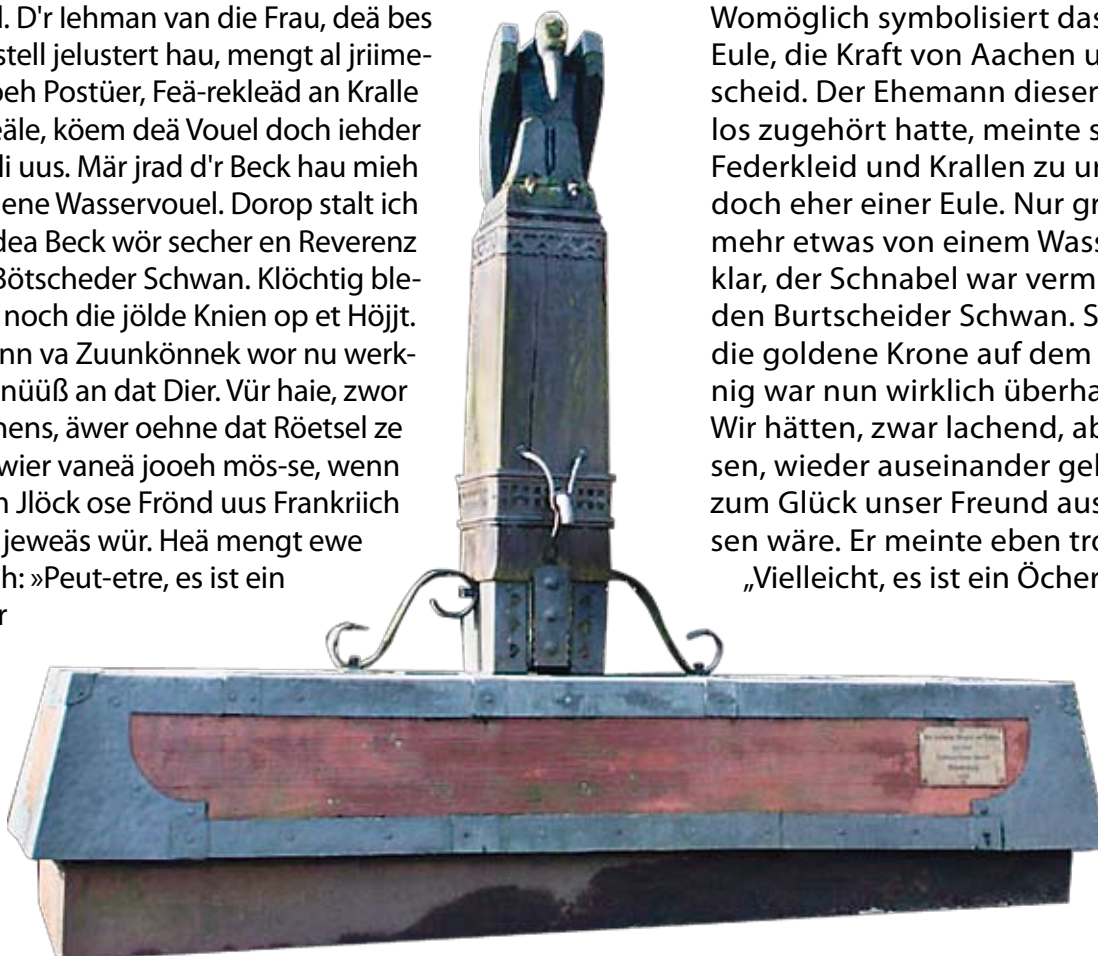 l. D'r Iehman van die Frau, deä bes
stell jelustert hau, mengt al jriime-
oeh Postüer, Feä-rekleäd an Kralle
eäle, köem deä Vouel doch iehder
li uus. Mär jrad d'r Beck hau mieh
ene Wasservouel. Dorop stalt ich
dea Beck wör secher en Reverenz
Bötscheder Schwan. Klöchtig ble-
noch die jölde Knien op et Höjjt.
nn va Zuunkönnek wor nu werk-
nüüß an dat Dier. Vür haie, zwor
hens, äwer oehne dat Röetsel ze
wier vaneä jooeh mös-se, wenn
n Jlöck ose Frönd uus Frankriich
jeweäs wür. Heä mengt ewe
h: »Peut-etre, es ist ein
r
Womöglich symbolisiert das
Eule, die Kraft von Aachen u
scheid. Der Ehemann dieser
los zugehört hatte, meinte s
Federkleid und Krallen zu ur
doch eher einer Eule. Nur gr
mehr etwas von einem Wass
klar, der Schnabel war verm
den Burtscheider Schwan. S
die goldene Krone auf dem
nig war nun wirklich überha
Wir hätten, zwar lachend, ab
sen, wieder auseinander gel
zum Glück unser Freund aus
sen wäre. Er meinte eben tro
„Vielleicht, es ist ein Öcher